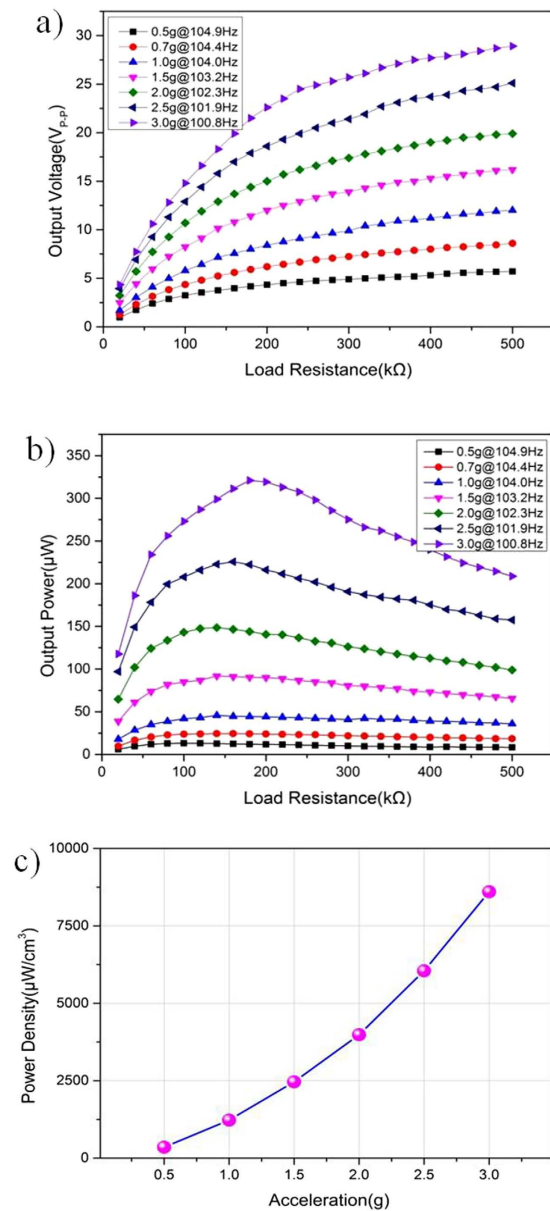 a)
0.5g@104.9Hz
0.7g@104.4Hz
1.0g@104.0Hz
1.5g@103.2Hz
2.0g@102.3Hz
2.5g@101.9Hz
3.0g@100.8Hz
30
25
20
15
10
5
0
Output Voltage(VP-P)
0 100 200 300 400 500
Load Resistance(kΩ)
b)
0.5g@104.9Hz
0.7g@104.4Hz
1.0g@104.0Hz
1.5g@103.2Hz
2.0g@102.3Hz
2.5g@101.9Hz
3.0g@100.8Hz
350
300
250
200
150
100
50
0
Output Power(μW)
0 100 200 300 400 500
Load Resistance(kΩ)
c)
10000
7500
5000
2500
0
Power Density(μW/cm³)
0.5 1.0 1.5 2.0 2.5 3.0
Acceleration(g)